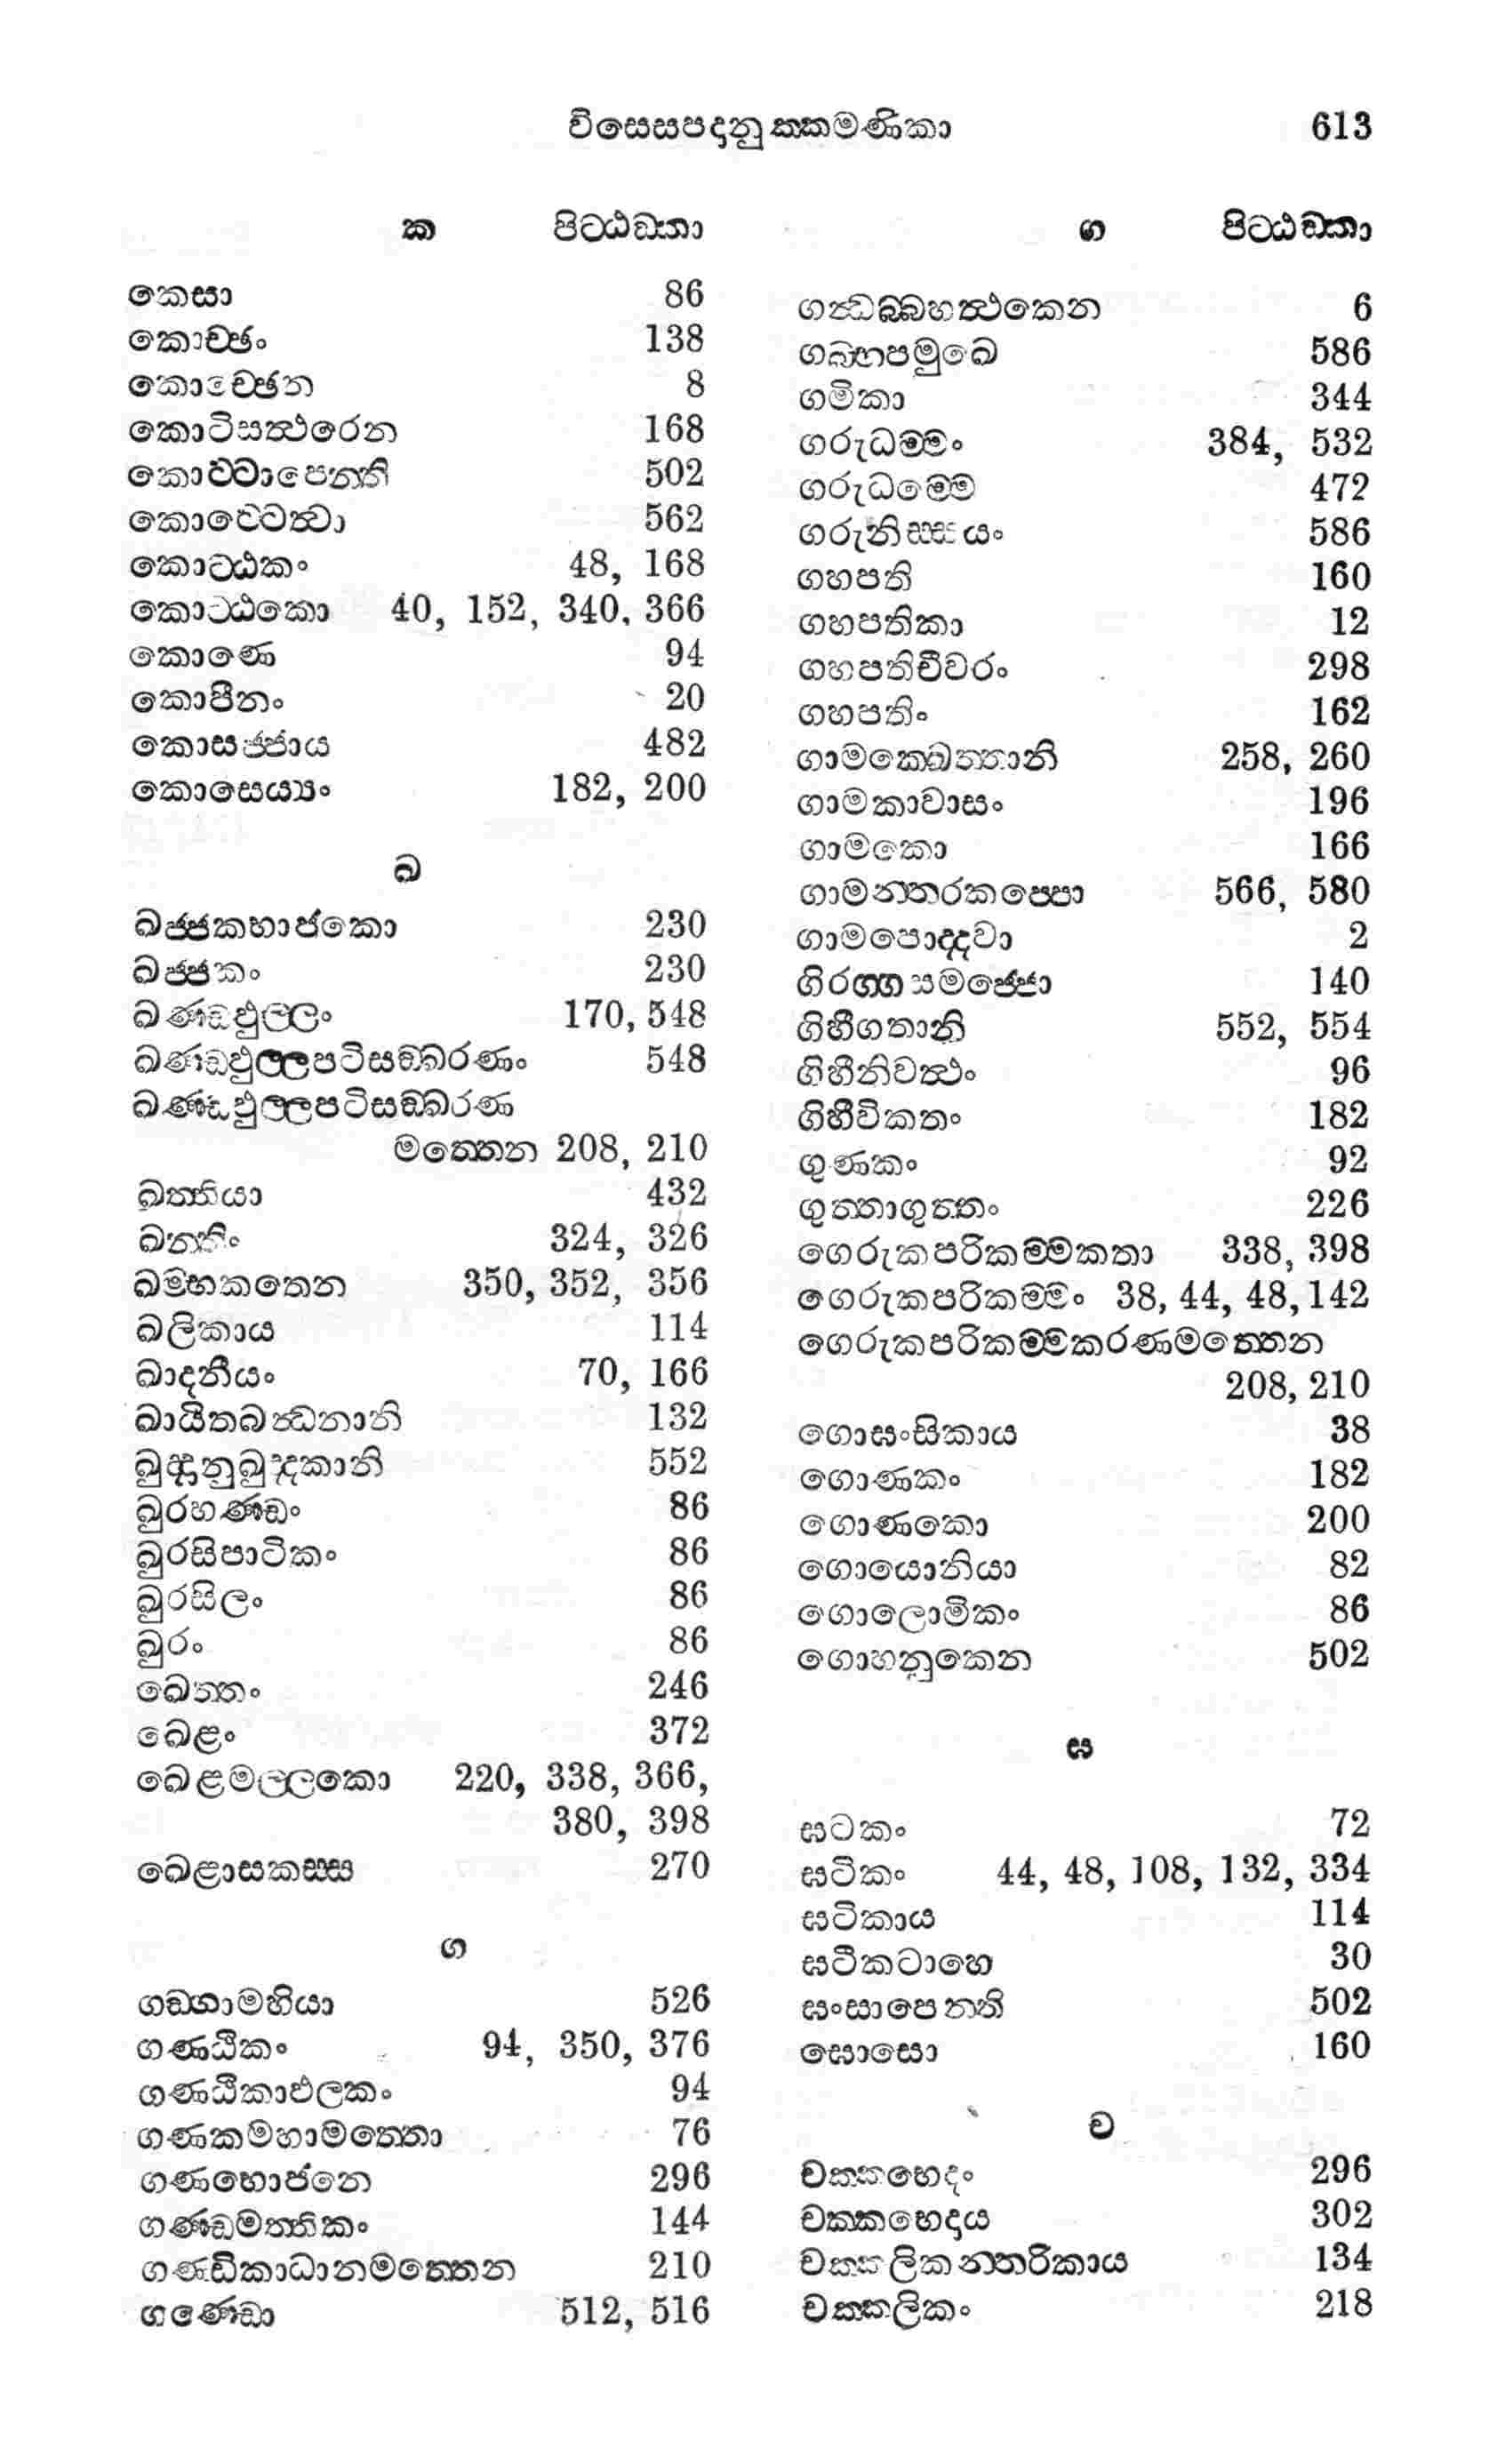 විසෙසපදානුක්කමණිකා 613
ක පිට්ඨඞ්කා
කෙසා 86
කොච්ඡං 138
කොච්ඡෙන 8
කොටිසන්ථරෙන 168
කොට්ටාපෙන්ති 502
කොට්ටෙත්වා 562
කොට්ඨකං 48, 168
කොට්ඨකො 40, 152, 340, 366
කොණෙ 94
කොපීනං 20
කොසජ්ජාය 482
කොසෙය්‍යං 182, 200
ඛ
ඛජ්ජකභාජකො 230
ඛජ්ජකං 230
ඛණ්ඩඵුල්ලං 170, 548
ඛණ්ඩඵුල්ලපටිසඞ්ඛරණං 548
ඛණ්ඩඵුල්ලපටිසඞ්ඛරණ
මත්තෙන 208, 210
ඛත්තියා 432
ඛන්තිං 324, 326
ඛම්භකතෙන 350, 352, 356
ඛලිකාය 114
ඛාදනීයං 70, 166
ඛායිතබන්ධනානි 132
ඛුද්දානුඛුද්දකානි 552
ඛුරභණ්ඩං 86
ඛුරසිපාටිකං 86
ඛුරසිලං 86
ඛුරං 86
ඛෙත්තං 246
ඛෙළං 372
ඛෙළමල්ලකො 220, 338, 366,
380, 398
ඛෙළාසකස්ස 270
ග
ගඞ්ගාමහියා 526
ගණ්ඨිකං 94, 350, 376
ගණ්ඨිකාඵලකං 94
ගණකමහාමත්තො 76
ගණභොජනෙ 296
ගණ්ඩමත්තිකං 144
ගණ්ඩිකාධානමත්තෙන 210
ගණ්ඩො 512, 516
ග පිට්ඨඞ්කා
ගන්ධබ්බහත්ථකෙන 6
ගබ්භපමුඛෙ 586
ගමිකා 344
ගරුධම්මං 384, 532
ගරුධම්මෙ 472
ගරුනිස්සයං 586
ගහපති 160
ගහපතිකා 12
ගහපතිචීවරං 298
ගහපතිං 162
ගාමක්ඛෙත්තානි 258, 260
ගාමකාවාසං 196
ගාමකො 166
ගාමන්තරකප්පො 566, 580
ගාමපොද්දවා 2
ගිරග්ගසමජ්ජො 140
ගිහීගතානි 552, 554
ගිහීනිවත්ථං 96
ගිහීවිකතං 182
ගුණකං 92
ගුත්තාගුත්තං 226
ගෙරුකපරිකම්මකතා 338, 398
ගෙරුකපරිකම්මං 38, 44, 48, 142
ගෙරුකපරිකම්මකරණමත්තෙන
208, 210
ගොඝංසිකාය 38
ගොණකං 182
ගොණකො 200
ගොයොනියා 82
ගොලොමිකං 86
ගොහනුකෙන 502
ඝ
ඝටකං 72
ඝටිකං 44, 48, 108, 132, 334
ඝටිකාය 114
ඝටීකටාහෙ 30
ඝංසාපෙන්ති 502
ඝොසො 160
ච
චක්කභෙදං 296
චක්කභෙදාය 302
චක්කලිකන්තරිකාය 134
චක්කලිකං 218